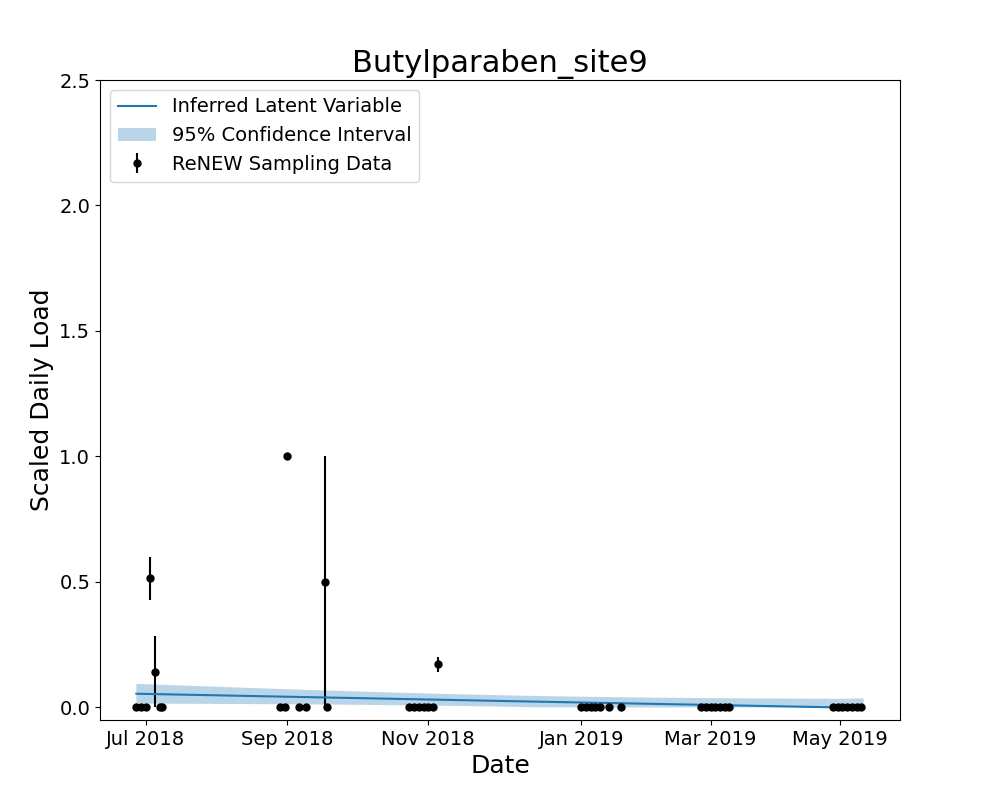 Butylparaben_site9
2.5
Inferred Latent Variable
95% Confidence Interval
ReNEW Sampling Data
2.0
1.5
1.0
0.5
0.0
Scaled Daily Load
Jul 2018 Sep 2018 Nov 2018 Jan 2019 Mar 2019 May 2019
Date